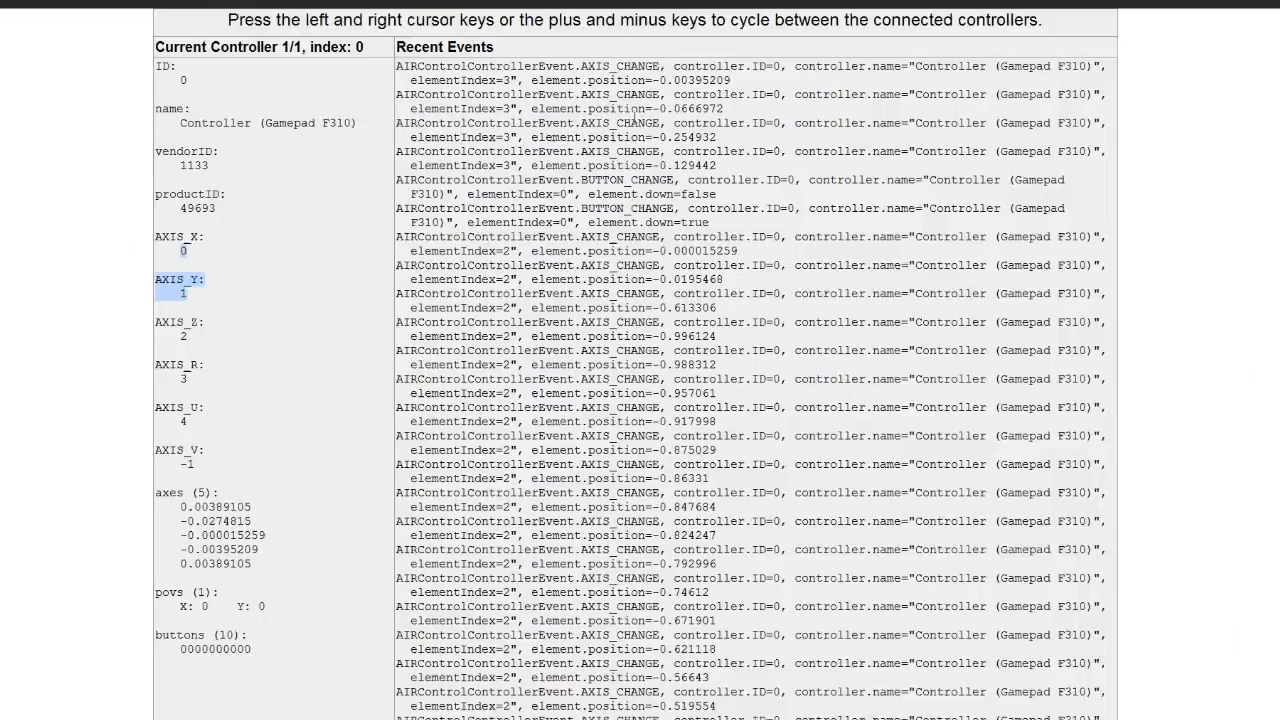 Press the left and right cursor keys or the plus and minus keys to cycle between the connected controllers.
Current Controller 1/1, index: 0
ID:
0
name:
Controller (Gamepad F310)
vendorID:
1133
productID:
49693
AXIS_X:
0
AXIS_Y:
1
AXIS_Z:
2
AXIS_R:
3
AXIS_U:
4
AXIS_V:
-1
axes (5):
0.00389105
-0.0274815
-0.000015259
-0.00395209
0.00389105
povs (1):
X: 0 Y: 0
buttons (10):
0000000000
Recent Events
AIRControlControllerEvent.AXIS_CHANGE, controller.ID=0, controller.name="Controller (Gamepad F310)",
elementIndex=3", element.position=-0.00395209
AIRControlControllerEvent.AXIS_CHANGE, controller.ID=0, controller.name="Controller (Gamepad F310)",
elementIndex=3", element.position=-0.0666972
AIRControlControllerEvent.AXIS_CHANGE, controller.ID=0, controller.name="Controller (Gamepad F310)",
elementIndex=3", element.position=-0.254932
AIRControlControllerEvent.AXIS_CHANGE, controller.ID=0, controller.name="Controller (Gamepad F310)",
elementIndex=3", element.position=-0.129442
AIRControlControllerEvent.BUTTON_CHANGE, controller.ID=0, controller.name="Controller (Gamepad
F310)", elementIndex=0", element.down=false
AIRControlControllerEvent.BUTTON_CHANGE, controller.ID=0, controller.name="Controller (Gamepad
F310)", elementIndex=0", element.down=true
AIRControlControllerEvent.AXIS_CHANGE, controller.ID=0, controller.name="Controller (Gamepad F310)",
elementIndex=2", element.position=-0.000015259
AIRControlControllerEvent.AXIS_CHANGE, controller.ID=0, controller.name="Controller (Gamepad F310)",
elementIndex=2", element.position=-0.0195468
AIRControlControllerEvent.AXIS_CHANGE, controller.ID=0, controller.name="Controller (Gamepad F310)",
elementIndex=2", element.position=-0.613306
AIRControlControllerEvent.AXIS_CHANGE, controller.ID=0, controller.name="Controller (Gamepad F310)",
elementIndex=2", element.position=-0.996124
AIRControlControllerEvent.AXIS_CHANGE, controller.ID=0, controller.name="Controller (Gamepad F310)",
elementIndex=2", element.position=-0.988312
AIRControlControllerEvent.AXIS_CHANGE, controller.ID=0, controller.name="Controller (Gamepad F310)",
elementIndex=2", element.position=-0.957061
AIRControlControllerEvent.AXIS_CHANGE, controller.ID=0, controller.name="Controller (Gamepad F310)",
elementIndex=2", element.position=-0.917998
AIRControlControllerEvent.AXIS_CHANGE, controller.ID=0, controller.name="Controller (Gamepad F310)",
elementIndex=2", element.position=-0.875029
AIRControlControllerEvent.AXIS_CHANGE, controller.ID=0, controller.name="Controller (Gamepad F310)",
elementIndex=2", element.position=-0.86331
AIRControlControllerEvent.AXIS_CHANGE, controller.ID=0, controller.name="Controller (Gamepad F310)",
elementIndex=2", element.position=-0.847684
AIRControlControllerEvent.AXIS_CHANGE, controller.ID=0, controller.name="Controller (Gamepad F310)",
elementIndex=2", element.position=-0.824247
AIRControlControllerEvent.AXIS_CHANGE, controller.ID=0, controller.name="Controller (Gamepad F310)",
elementIndex=2", element.position=-0.792996
AIRControlControllerEvent.AXIS_CHANGE, controller.ID=0, controller.name="Controller (Gamepad F310)",
elementIndex=2", element.position=-0.74612
AIRControlControllerEvent.AXIS_CHANGE, controller.ID=0, controller.name="Controller (Gamepad F310)",
elementIndex=2", element.position=-0.671901
AIRControlControllerEvent.AXIS_CHANGE, controller.ID=0, controller.name="Controller (Gamepad F310)",
elementIndex=2", element.position=-0.621118
AIRControlControllerEvent.AXIS_CHANGE, controller.ID=0, controller.name="Controller (Gamepad F310)",
elementIndex=2", element.position=-0.56643
AIRControlControllerEvent.AXIS_CHANGE, controller.ID=0, controller.name="Controller (Gamepad F310)",
elementIndex=2", element.position=-0.519554